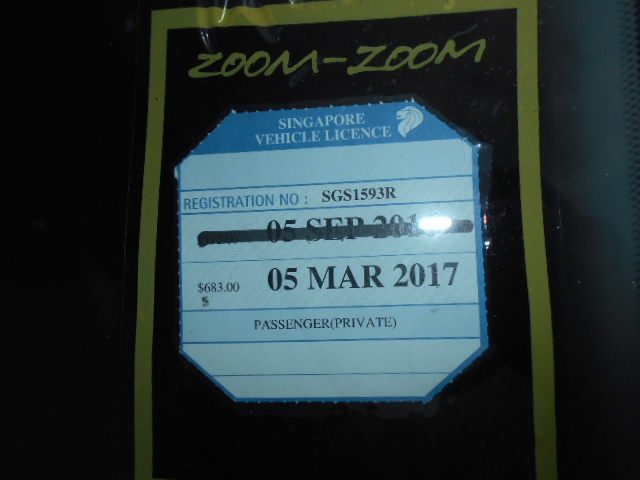 ZOOM-ZOOM
SINGAPORE
VEHICLE LICENCE
REGISTRATION NO : SGS1593R
05 SEP
$683.00 05 MAR 2017
PASSENGER(PRIVATE)